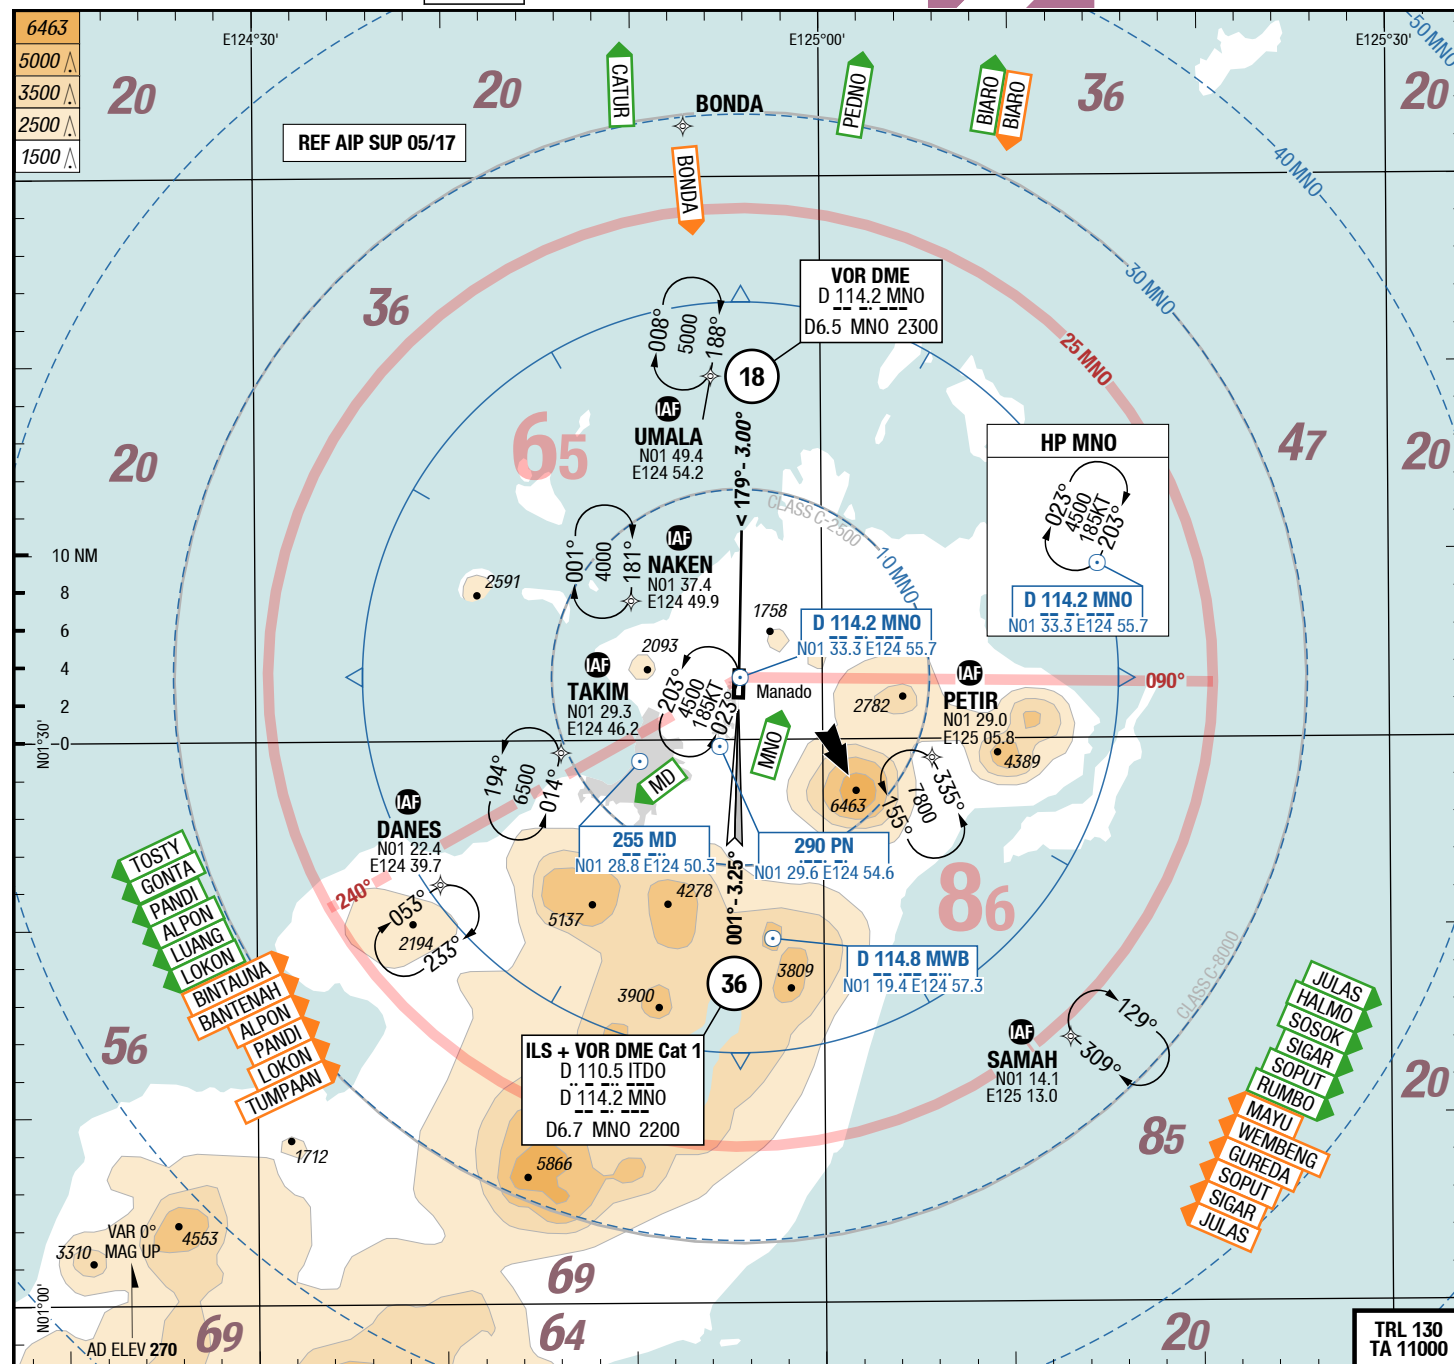 6463
5000
3500
2500
1500
E124°30'
E125°00'
E125°30'
50 MNO
20
20
36
20
CATUR
BONDA
PEDNO
BIARO
BIARO
REF AIP SUP 05/17
BONDA
40 MNO
30 MNO
25 MNO
36
008°
5000
188°
VOR DME
D 114.2 MNO
D6.5 MNO 2300
18
IAF
UMALA
N01 49.4
E124 54.2
65
20
47
20
< 179° - 3.00°
CLASS C-2500
10 MNO
HP MNO
023°
4500
185KT
203°
D 114.2 MNO
N01 33.3 E124 55.7
10 NM
8
6
4
2
0
N01°30'
2591
001°
4000
181°
IAF
NAKEN
N01 37.4
E124 49.9
1758
D 114.2 MNO
N01 33.3 E124 55.7
2093
IAF
TAKIM
N01 29.3
E124 46.2
203°
4500
185KT
023°
Manado
090°
IAF
PETIR
N01 29.0
E125 05.8
2782
4389
MNO
MD
194°
6500
014°
6463
155°
7800
335°
IAF
DANES
N01 22.4
E124 39.7
255 MD
N01 28.8 E124 50.3
290 PN
N01 29.6 E124 54.6
240°
053°
2194
233°
5137
4278
001° - 3.25°
86
TOSTY
GONTA
PANDI
ALPON
LUANG
LOKON
BINTAUNA
BANTENAH
ALPON
PANDI
LOKON
TUMPAAN
D 114.8 MWB
N01 19.4 E124 57.3
3809
3900
36
CLASS C-8000
56
ILS + VOR DME Cat 1
D 110.5 ITDO
D 114.2 MNO
D6.7 MNO 2200
IAF
SAMAH
N01 14.1
E125 13.0
129°
309°
JULAS
HALMO
SOSOK
SIGAR
SOPUT
RUMBO
MAYU
WEMBENG
GUREDA
SOPUT
SIGAR
JULAS
20
85
1712
5866
VAR 0°
MAG UP
4553
3310
69
N01°00'
AD ELEV 270
69
64
20
TRL 130
TA 11000